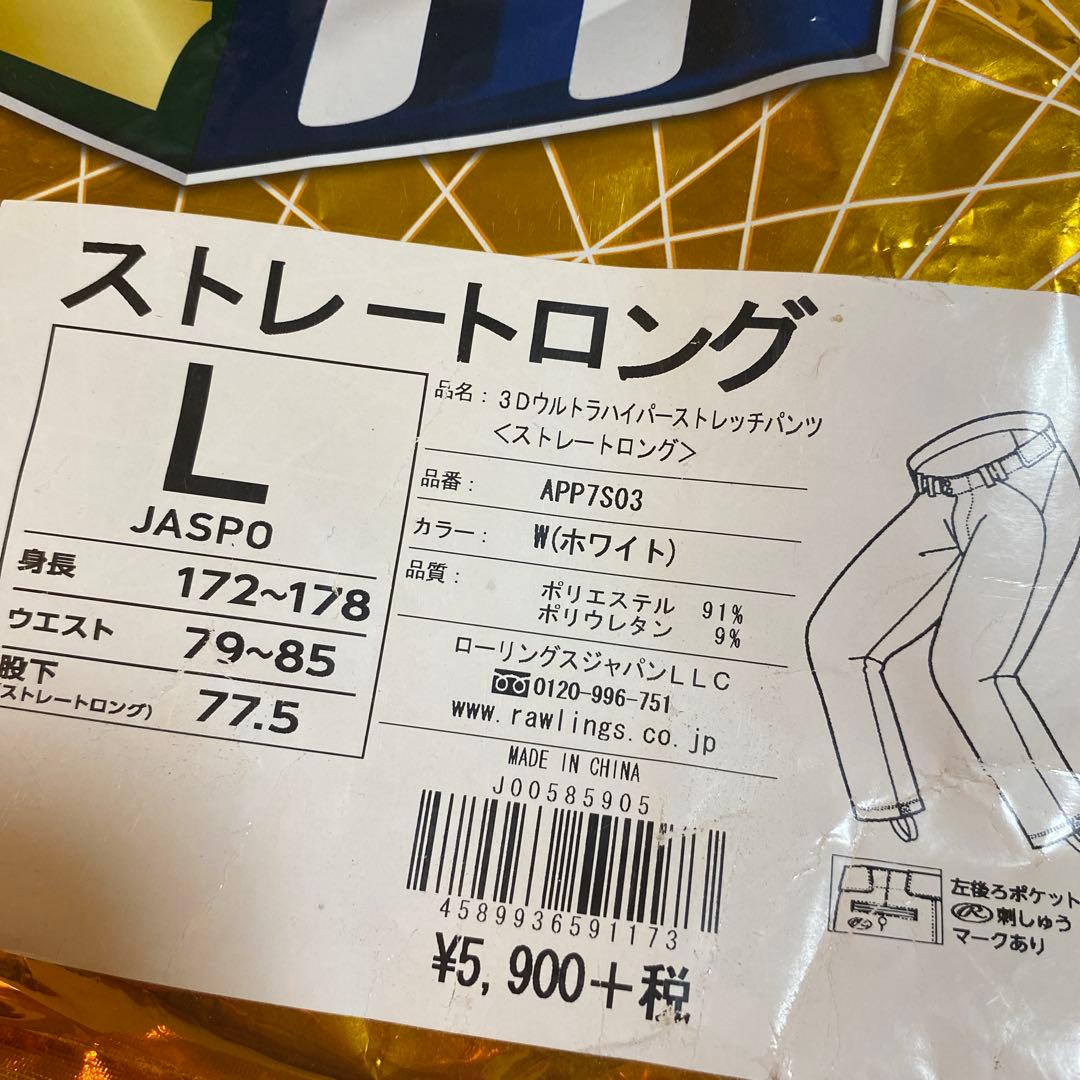 ストレートロング
L
JASPO
身長 172~178
ウエスト 79~85
股下 77.5
(ストレートロング)
品名: 3Dウルトラハイパーストレッチパンツ
<ストレートロング>
品番: APP7S03
カラー: W(ホワイト)
品質: ポリエステル 91%
ポリウレタン 9%
ローリングスジャパンLLC
0120-996-751
www.rawlings.co.jp
MADE IN CHINA
J00585905
4589936591173
¥5,900+税
左後ろポケット
R刺しゅう
マークあり